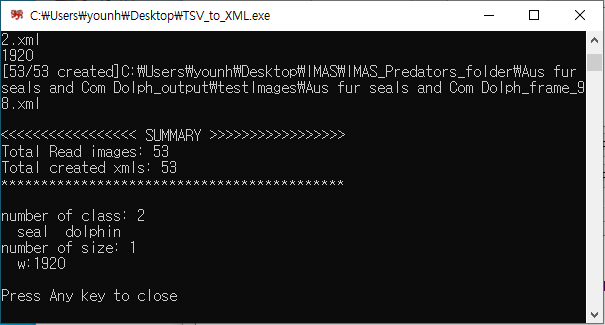 C:₩Users₩younh₩Desktop₩TSV_to_XML.exe
2.xml
1920
[53/53 created]C:₩Users₩younh₩Desktop₩IMAS₩IMAS_Predators_folder₩Aus fur
seals and Com Dolph_output₩testImages₩Aus fur seals and Com Dolph_frame_9
8.xml
<<<<<<<<<<<<<<<<< SUMMARY >>>>>>>>>>>>>>>>>
Total Read images: 53
Total created xmls: 53
*******************************************
number of class: 2
seal dolphin
number of size: 1
w:1920
Press Any key to close